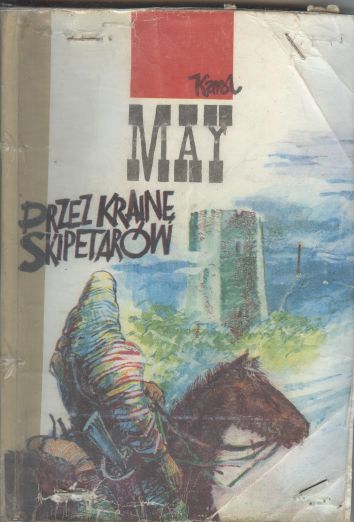 Karol
MAY
PRZEZ KRAINĘ
SKIPETARÓW